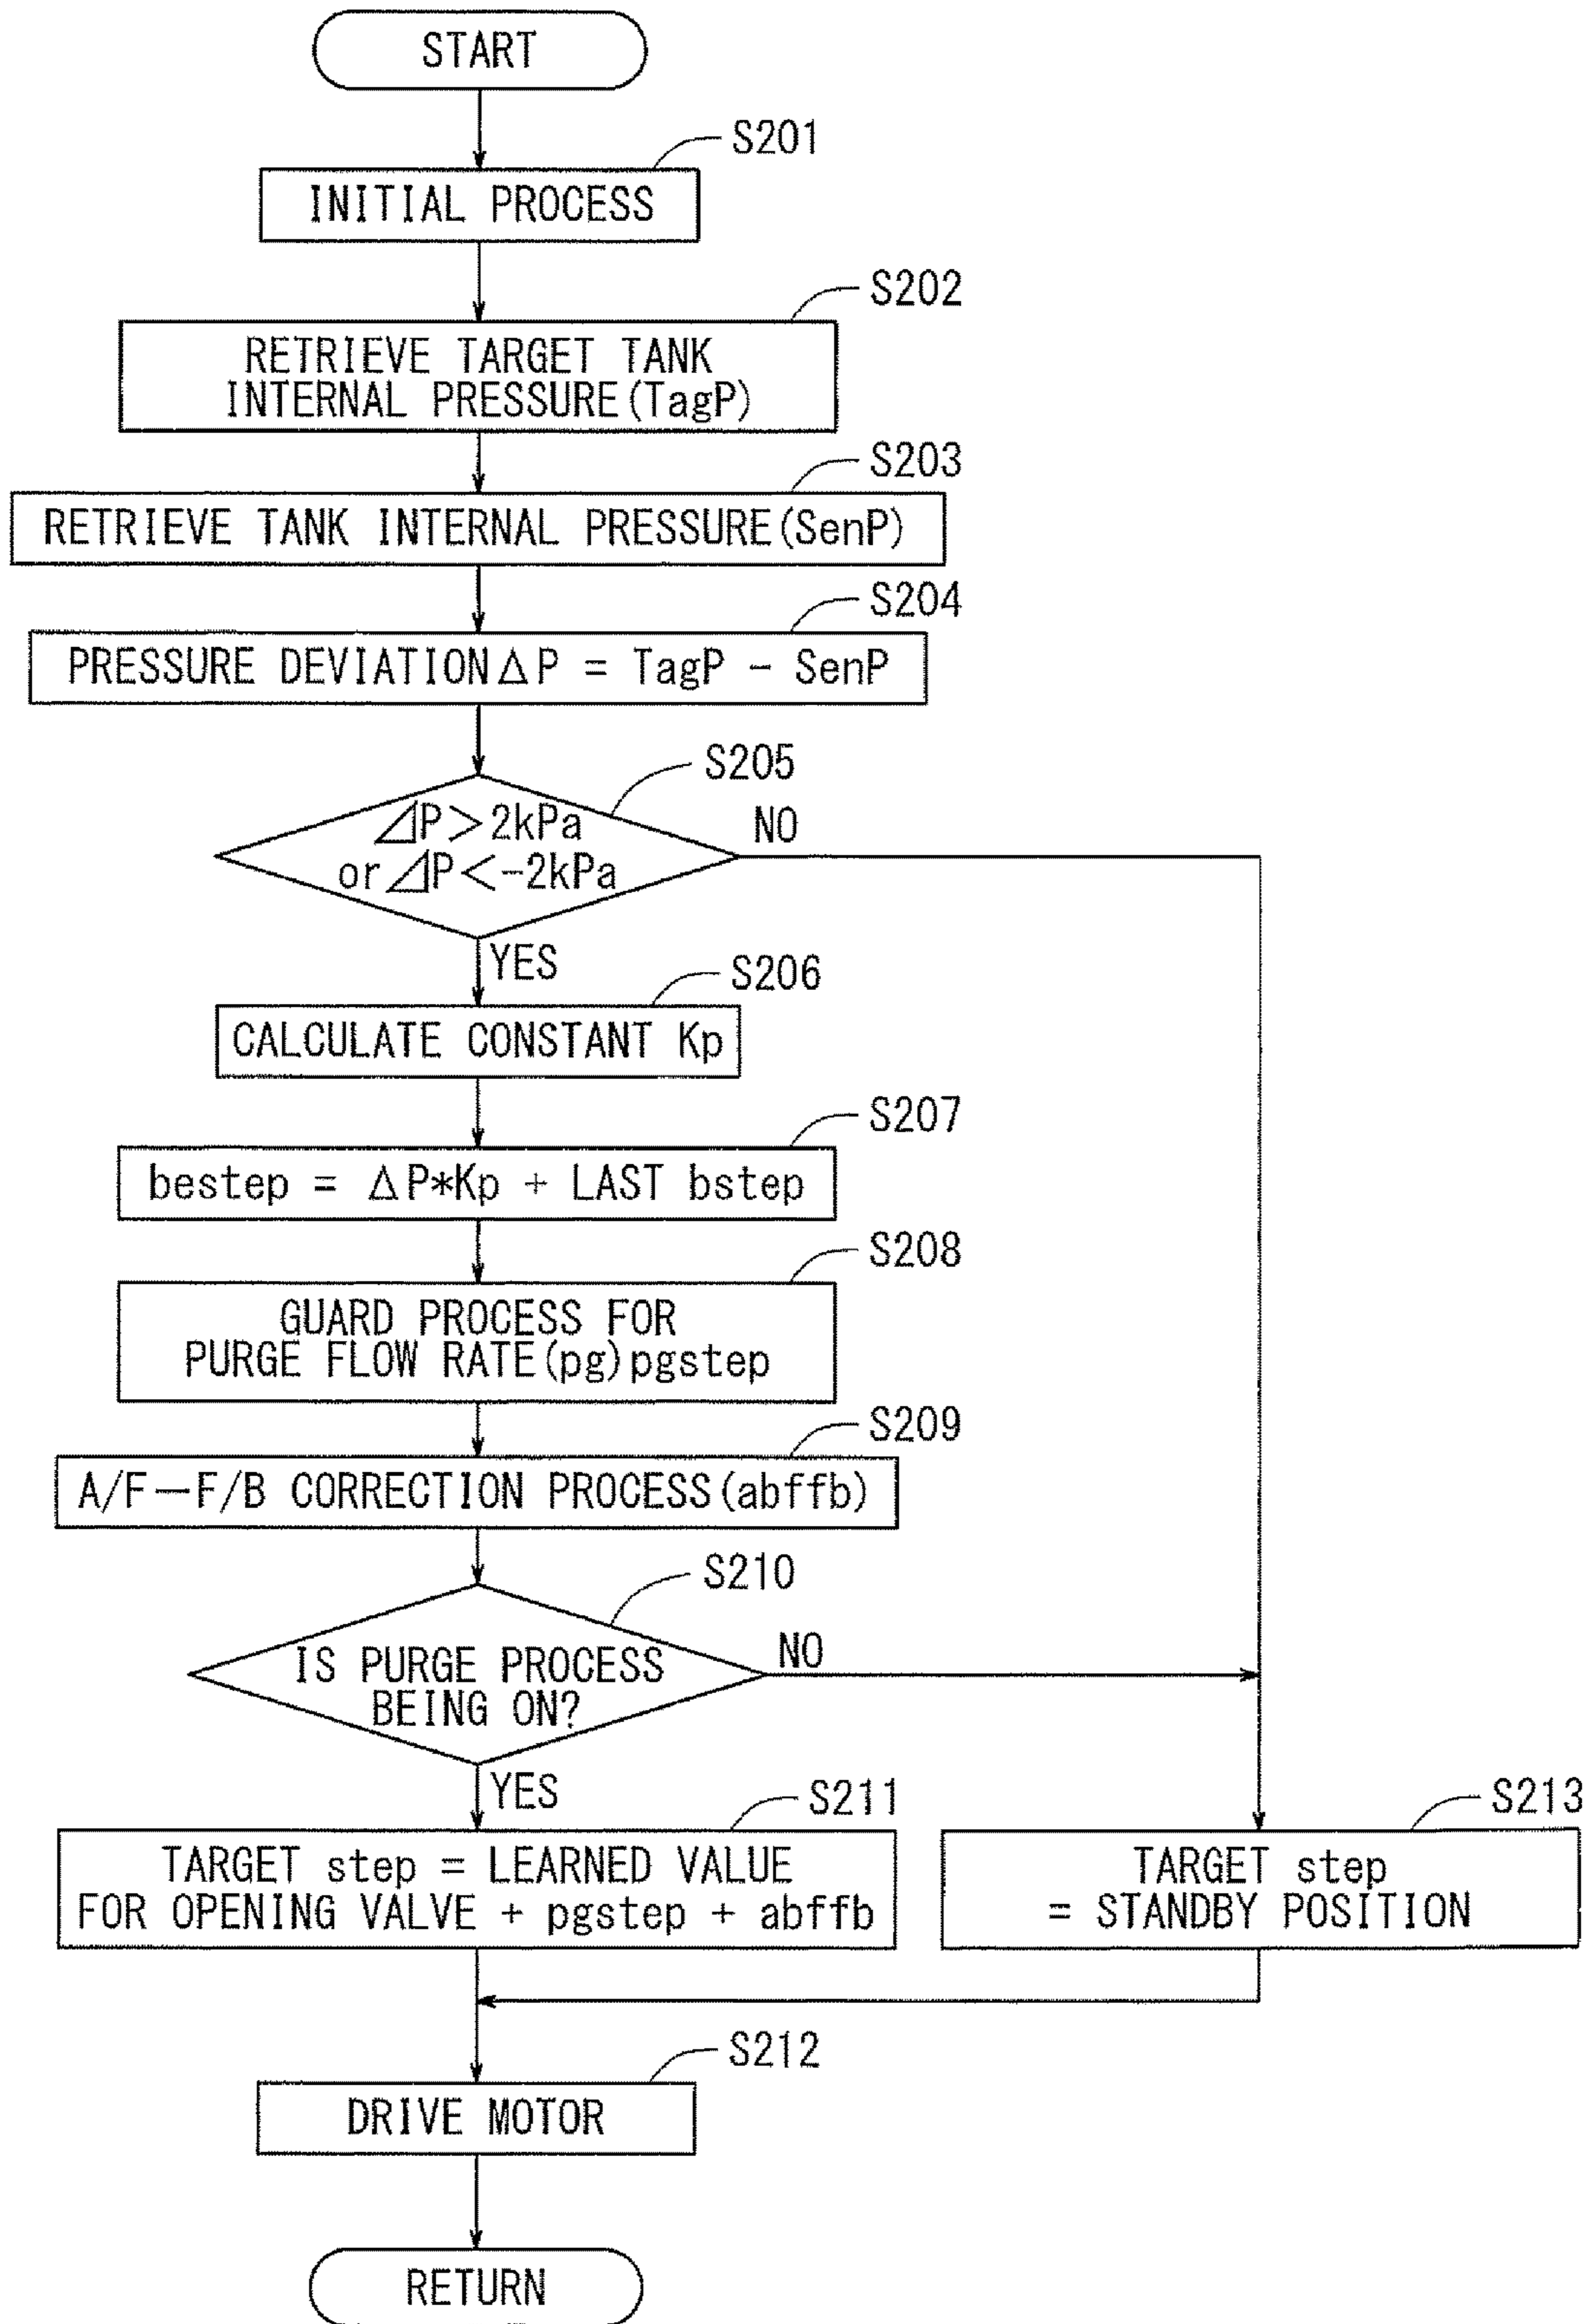 START
S201
INITIAL PROCESS
S202
RETRIEVE TARGET TANK
INTERNAL PRESSURE(TagP)
S203
RETRIEVE TANK INTERNAL PRESSURE(SenP)
S204
PRESSURE DEVIATION ΔP = TagP - SenP
S205
⊿P>2kPa
or ⊿P<-2kPa
NO
YES
S206
CALCULATE CONSTANT Kp
S207
bestep = ΔP*Kp + LAST bstep
S208
GUARD PROCESS FOR
PURGE FLOW RATE(pg)pgstep
S209
A/F—F/B CORRECTION PROCESS(abffb)
S210
IS PURGE PROCESS
BEING ON?
NO
YES
S211
TARGET step = LEARNED VALUE
FOR OPENING VALVE + pgstep + abffb
S213
TARGET step
= STANDBY POSITION
S212
DRIVE MOTOR
RETURN